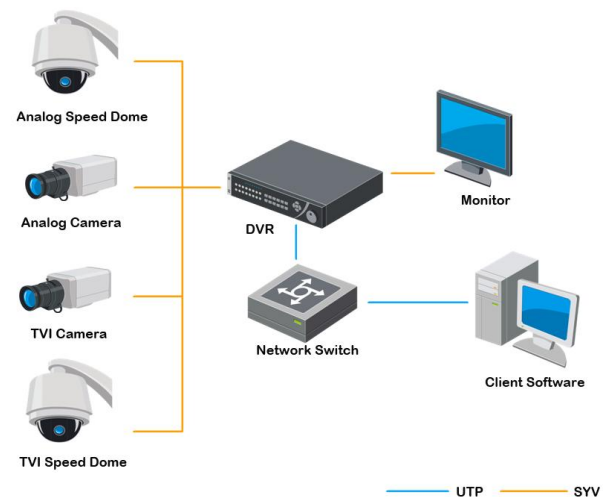 Analog Speed Dome
Analog Camera
TVI Camera
TVI Speed Dome
DVR
Monitor
Network Switch
Client Software
UTP
SYV